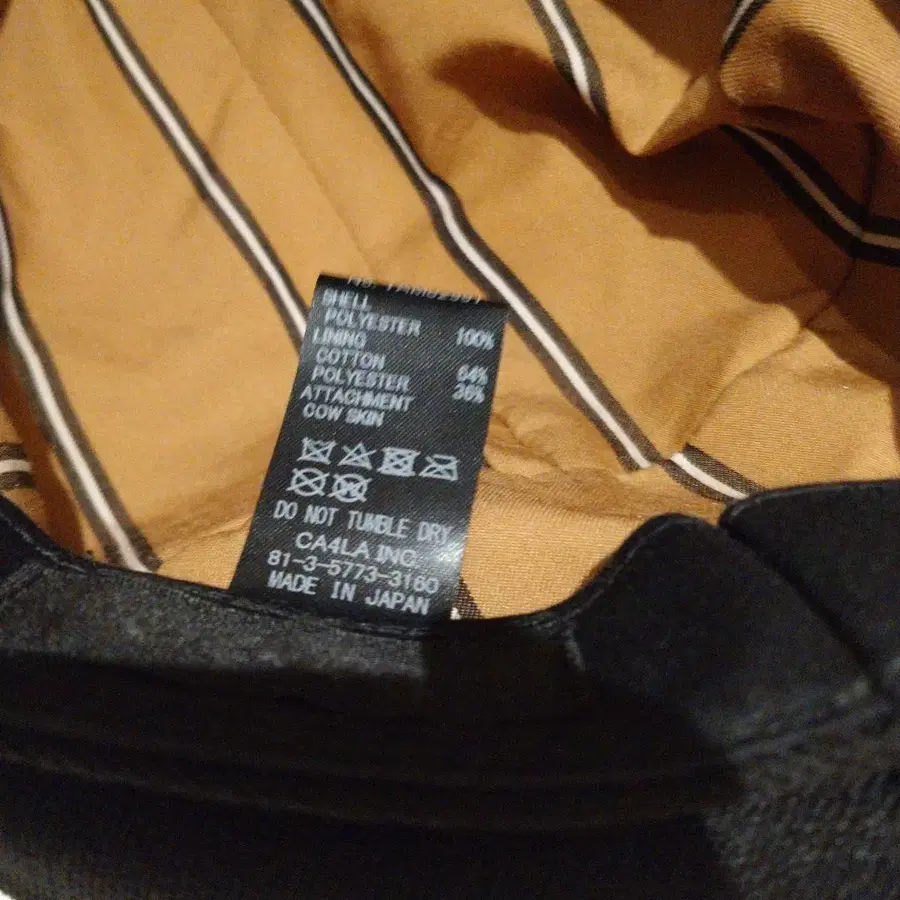 SHELL
POLYESTER 100%
LINING
COTTON 64%
POLYESTER 36%
ATTACHMENT
COW SKIN
DO NOT TUMBLE DRY
CA4LA INC.
81-3-5773-3160
MADE IN JAPAN